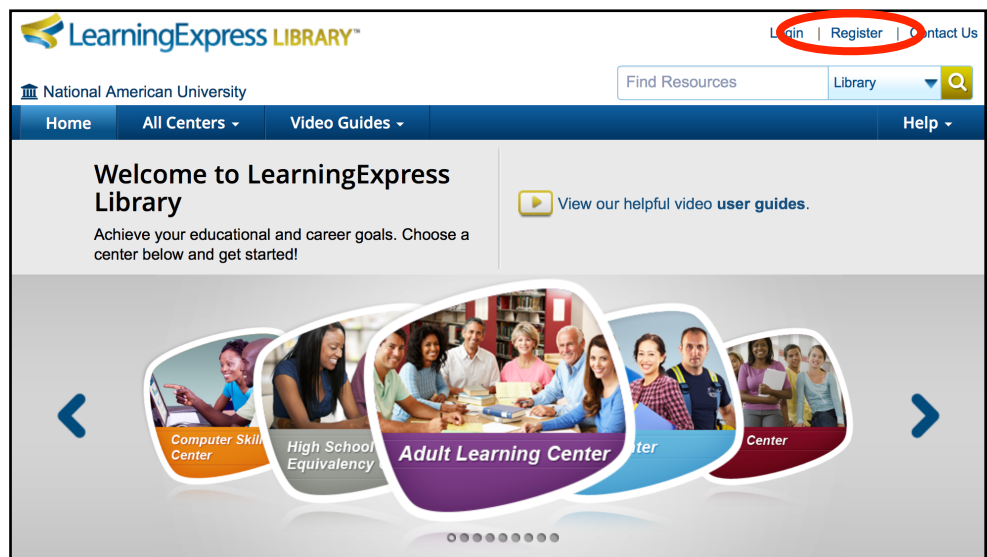 LearningExpress LIBRARY™
Login | Register | Contact Us
National American University
Find Resources
Library
Home
All Centers
Video Guides
Help
Welcome to LearningExpress
Library
Achieve your educational and career goals. Choose a
center below and get started!
View our helpful video user guides.
Computer Skill
Center
High School
Equivalency
Adult Learning Center
Center